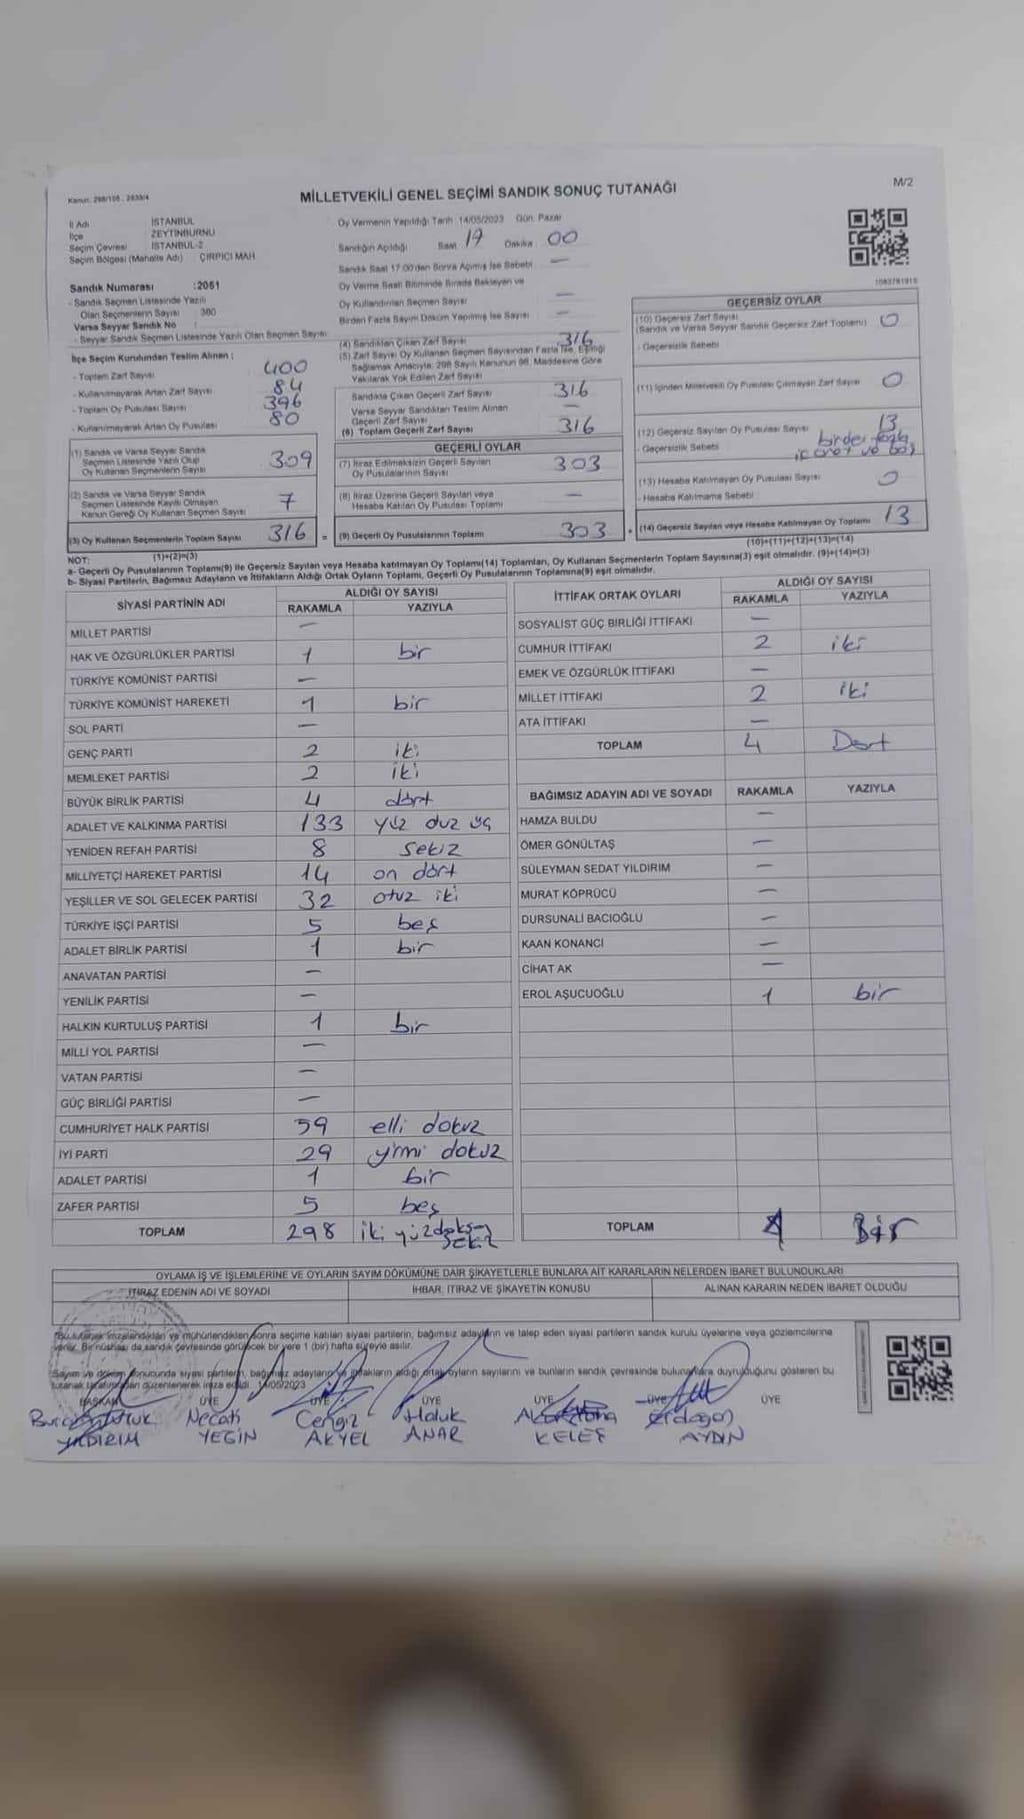 Kanun: 298/105 , 2839/4
MİLLETVEKİLİ GENEL SEÇİMİ SANDIK SONUÇ TUTANAĞI
M/2
İl Adı İSTANBUL
İlçe ZEYTİNBURNU
Seçim Çevresi İSTANBUL-2
Seçim Bölgesi (Mahalle Adı) ÇIRPICI MAH.
Oy Vermenin Yapıldığı Tarih :14/05/2023 Gün: Pazar
Sandığın Açıldığı Saat 17 Dakika 00
Sandık Saat 17:00'den Sonra Açılmış İse Sebebi —
Oy Verme Saati Bitiminde Sırada Bekleyen ve
Oy Kullandırılan Seçmen Sayısı —
Birden Fazla Sayım Döküm Yapılmış İse Sayısı —
Sandık Numarası :2051
- Sandık Seçmen Listesinde Yazılı
Olan Seçmenlerin Sayısı 380
Varsa Seyyar Sandık No :
- Seyyar Sandık Seçmen Listesinde Yazılı Olan Seçmen Sayısı:
İlçe Seçim Kurulundan Teslim Alınan :
- Toplam Zarf Sayısı 400
- Kullanılmayarak Artan Zarf Sayısı 84
- Toplam Oy Pusulası Sayısı 396
- Kullanılmayarak Artan Oy Pusulası 80
(1) Sandık ve Varsa Seyyar Sandık
Seçmen Listesinde Yazılı Olup
Oy Kullanan Seçmenlerin Sayısı 309
(2) Sandık ve Varsa Seyyar Sandık
Seçmen Listesinde Kayıtlı Olmayan
Kanun Gereği Oy Kullanan Seçmen Sayısı 7
(3) Oy Kullanan Seçmenlerin Toplam Sayısı 316
(1)+(2)=(3)
(4) Sandıktan Çıkan Zarf Sayısı 316
(5) Zarf Sayısı Oy Kullanan Seçmen Sayısından Fazla İse, Eşitliği
Sağlamak Amacıyla; 298 Sayılı Kanunun 98. Maddesine Göre
Yakılarak Yok Edilen Zarf Sayısı
Sandıkta Çıkan Geçerli Zarf Sayısı 316
Varsa Seyyar Sandıktan Teslim Alınan
Geçerli Zarf Sayısı —
(6) Toplam Geçerli Zarf Sayısı 316
GEÇERLİ OYLAR
(7) İtiraz Edilmeksizin Geçerli Sayılan
Oy Pusulalarının Sayısı 303
(8) İtiraz Üzerine Geçerli Sayılan veya
Hesaba Katılan Oy Pusulası Toplamı —
= (9) Geçerli Oy Pusulalarının Toplamı 303
GEÇERSİZ OYLAR
(10) Geçersiz Zarf Sayısı
(Sandık ve Varsa Seyyar Sandık Geçersiz Zarf Toplamı) 0
- Geçersizlik Sebebi
(11) İçinden Milletvekili Oy Pusulası Çıkmayan Zarf Sayısı 0
(12) Geçersiz Sayılan Oy Pusulası Sayısı 13
- Geçersizlik Sebebi birden fazla
ve boş
(13) Hesaba Katılmayan Oy Pusulası Sayısı 0
- Hesaba Katılmama Sebebi
+ (14) Geçersiz Sayılan veya Hesaba Katılmayan Oy Toplamı 13
(10)+(11)+(12)+(13)=(14)
NOT:
a- Geçerli Oy Pusulalarının Toplamı(9) ile Geçersiz Sayılan veya Hesaba katılmayan Oy Toplamı(14) Toplamları, Oy Kullanan Seçmenlerin Toplam Sayısına(3) eşit olmalıdır. (9)+(14)=(3)
b- Siyasi Partilerin, Bağımsız Adayların ve İttifakların Aldığı Ortak Oyların Toplamı, Geçerli Oy Pusulalarının Toplamına(9) eşit olmalıdır.
SİYASİ PARTİNİN ADI ALDIĞI OY SAYISI
RAKAMLA YAZIYLA
MİLLET PARTİSİ —
HAK VE ÖZGÜRLÜKLER PARTİSİ 1 bir
TÜRKİYE KOMÜNİST PARTİSİ —
TÜRKİYE KOMÜNİST HAREKETİ 1 bir
SOL PARTİ —
GENÇ PARTİ 2 iki
MEMLEKET PARTİSİ 2 iki
BÜYÜK BİRLİK PARTİSİ 4 dört
ADALET VE KALKINMA PARTİSİ 133 yüz duz üç
YENİDEN REFAH PARTİSİ 8 sekiz
MİLLİYETÇİ HAREKET PARTİSİ 14 on dört
YEŞİLLER VE SOL GELECEK PARTİSİ 32 otuz iki
TÜRKİYE İŞÇİ PARTİSİ 5 beş
ADALET BİRLİK PARTİSİ 1 bir
ANAVATAN PARTİSİ —
YENİLİK PARTİSİ —
HALKIN KURTULUŞ PARTİSİ 1 bir
MİLLİ YOL PARTİSİ —
VATAN PARTİSİ —
GÜÇ BİRLİĞİ PARTİSİ —
CUMHURİYET HALK PARTİSİ 59 elli dokuz
İYİ PARTİ 29 yirmi dokuz
ADALET PARTİSİ 1 bir
ZAFER PARTİSİ 5 beş
TOPLAM 298 iki yüz doksan sekiz
İTTİFAK ORTAK OYLARI ALDIĞI OY SAYISI
RAKAMLA YAZIYLA
SOSYALİST GÜÇ BİRLİĞİ İTTİFAKI —
CUMHUR İTTİFAKI 2 iki
EMEK VE ÖZGÜRLÜK İTTİFAKI —
MİLLET İTTİFAKI 2 iki
ATA İTTİFAKI —
TOPLAM 4 Dört
BAĞIMSIZ ADAYIN ADI VE SOYADI RAKAMLA YAZIYLA
HAMZA BULDU —
ÖMER GÖNÜLTAŞ —
SÜLEYMAN SEDAT YILDIRIM —
MURAT KÖPRÜCÜ —
DURSUNALİ BACIOĞLU —
KAAN KONANCI —
CİHAT AK —
EROL AŞUCUOĞLU 1 bir
TOPLAM Bir
OYLAMA İŞ VE İŞLEMLERİNE VE OYLARIN SAYIM DÖKÜMÜNE DAİR ŞİKAYETLERLE BUNLARA AİT KARARLARIN NELERDEN İBARET BULUNDUKLARI
İTİRAZ EDENİN ADI VE SOYADI İHBAR, İTİRAZ VE ŞİKAYETİN KONUSU ALINAN KARARIN NEDEN İBARET OLDUĞU
Bu tutanak imzalandıktan ve mühürlendikten sonra seçime katılan siyasi partilerin, bağımsız adayların ve talep eden siyasi partilerin sandık kurulu üyelerine veya gözlemcilerine
verilir. Bir nüshası da sandık çevresinde görülecek bir yere 1 (bir) hafta süreyle asılır.
Sayım ve döküm sonucunda siyasi partilerin, bağımsız adayların ve ittifakların aldığı ortak oyların sayılarını ve bunların sandık çevresinde bulunanlara duyrulduğunu gösteren bu
tutanak tarafımızdan düzenlenerek imza edildi. 14/05/2023
BAŞKAN ÜYE ÜYE ÜYE ÜYE ÜYE ÜYE
Necati Cengiz Haluk Erdogan
YILDIRIM YEGİN AKYEL ANAR KELEŞ AYDIN